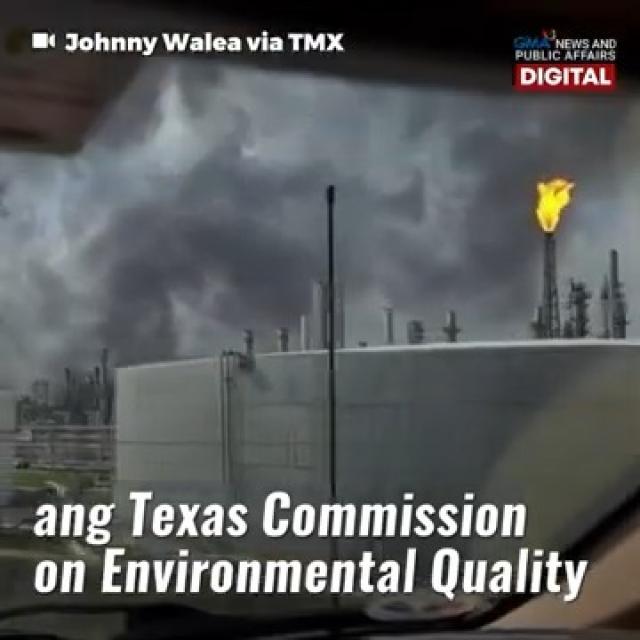 Johnny Walea via TMX
GMA NEWS AND
PUBLIC AFFAIRS
DIGITAL
ang Texas Commission
on Environmental Quality